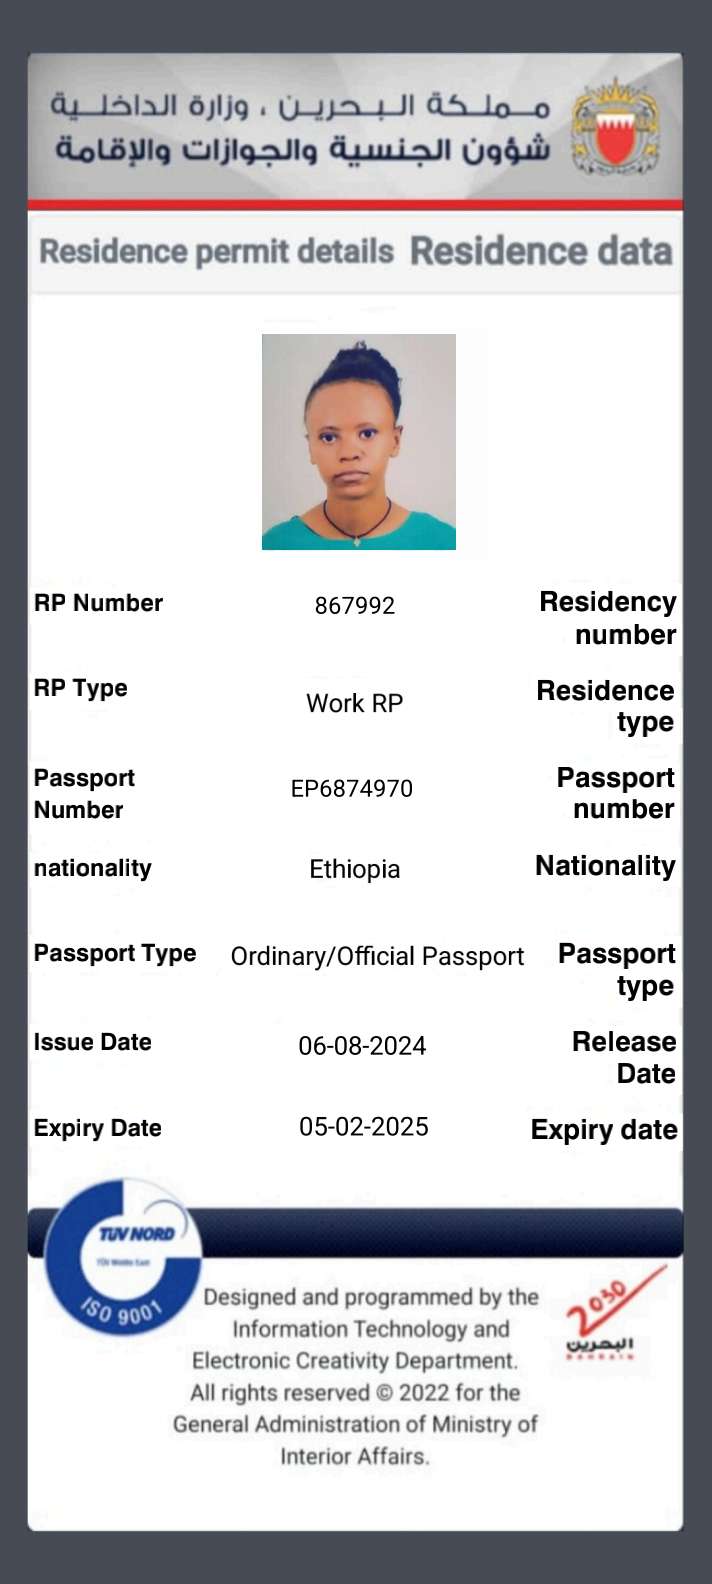 مملكة البحرين ، وزارة الداخلية
شؤون الجنسية والجوازات والإقامة
Residence permit details Residence data
RP Number 867992 Residency number
RP Type Work RP Residence type
Passport Number EP6874970 Passport number
nationality Ethiopia Nationality
Passport Type Ordinary/Official Passport Passport type
Issue Date 06-08-2024 Release Date
Expiry Date 05-02-2025 Expiry date
TUV NORD
TÜV Middle East
ISO 9001
Designed and programmed by the
Information Technology and
Electronic Creativity Department.
All rights reserved © 2022 for the
General Administration of Ministry of
Interior Affairs.
2030
البحرين
BAHRAIN